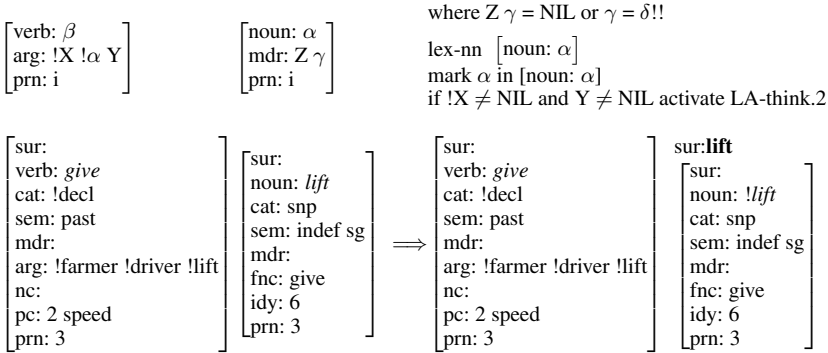 where Z γ = NIL or γ = δ!!
verb: β
arg: !X !α Y
prn: i
noun: α
mdr: Z γ
prn: i
lex-nn [noun: α]
mark α in [noun: α]
if !X ≠ NIL and Y ≠ NIL activate LA-think.2
sur:
verb: give
cat: !decl
sem: past
mdr:
arg: !farmer !driver !lift
nc:
pc: 2 speed
prn: 3
sur:
noun: lift
cat: snp
sem: indef sg
mdr:
fnc: give
idy: 6
prn: 3
⟹
sur:
verb: give
cat: !decl
sem: past
mdr:
arg: !farmer !driver !lift
nc:
pc: 2 speed
prn: 3
sur:lift
sur:
noun: !lift
cat: snp
sem: indef sg
mdr:
fnc: give
idy: 6
prn: 3